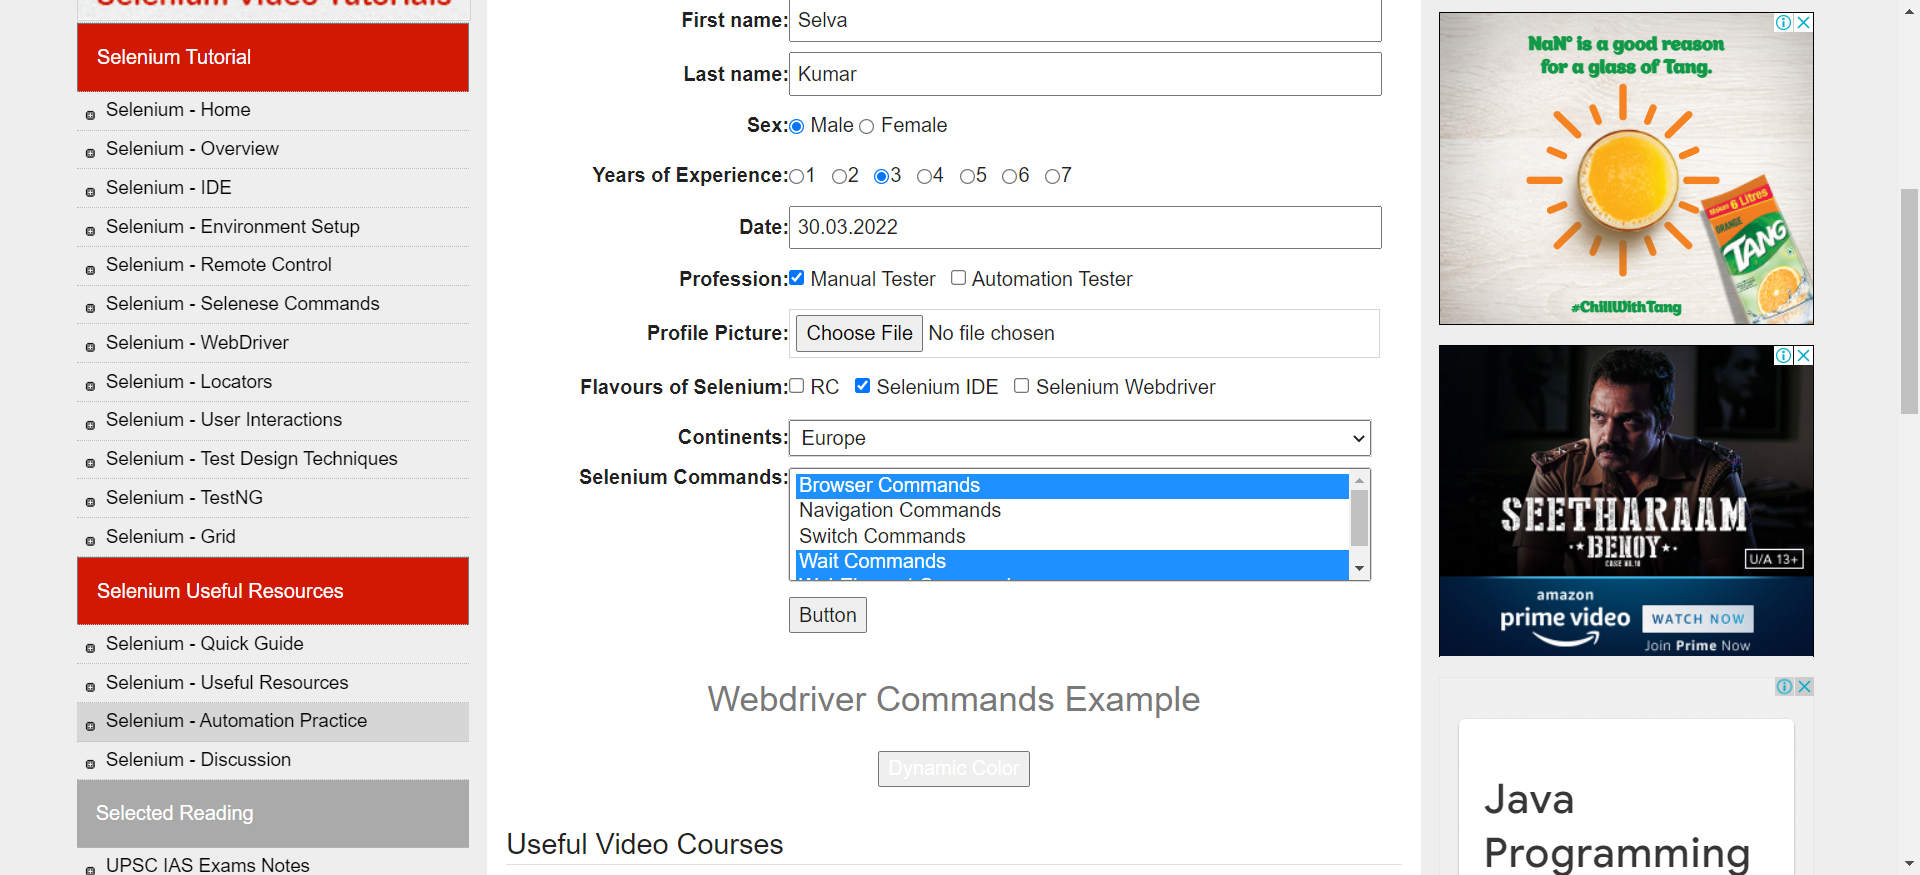 Selenium Video Tutorials
Selenium Tutorial
Selenium - Home
Selenium - Overview
Selenium - IDE
Selenium - Environment Setup
Selenium - Remote Control
Selenium - Selenese Commands
Selenium - WebDriver
Selenium - Locators
Selenium - User Interactions
Selenium - Test Design Techniques
Selenium - TestNG
Selenium - Grid
Selenium Useful Resources
Selenium - Quick Guide
Selenium - Useful Resources
Selenium - Automation Practice
Selenium - Discussion
Selected Reading
UPSC IAS Exams Notes
First name: Selva
Last name: Kumar
Sex: Male Female
Years of Experience: 1 2 3 4 5 6 7
Date: 30.03.2022
Profession: Manual Tester Automation Tester
Profile Picture: Choose File No file chosen
Flavours of Selenium: RC Selenium IDE Selenium Webdriver
Continents: Europe
Selenium Commands: Browser Commands
Navigation Commands
Switch Commands
Wait Commands
Button
Webdriver Commands Example
Dynamic Color
Useful Video Courses
NaN° is a good reason
for a glass of Tang.
Makes 6 Litres
ORANGE
TANG
#ChillWithTang
SEETHARAAM
BENOY
CASE NO.18
U/A 13+
amazon
prime video
WATCH NOW
Join Prime Now
Java
Programming